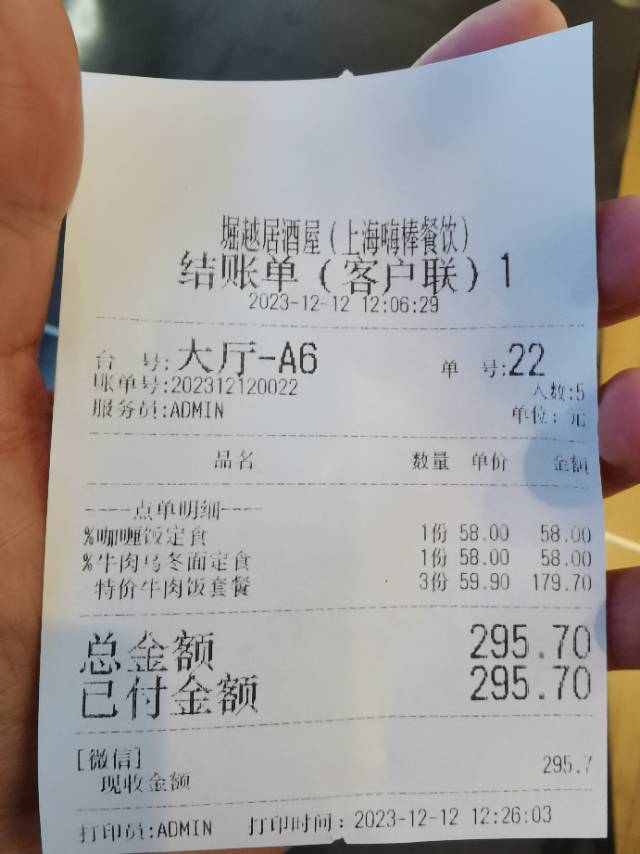 堀越居酒屋(上海嗨棒餐饮)
结账单(客户联)1
2023-12-12 12:06:29
台 号:大厅-A6 单 号:22
账单号:202312120022 人数:5
服务员:ADMIN 单位: 元
品名 数量 单价 金额
----点单明细----
%咖喱饭定食 1份 58.00 58.00
%牛肉乌冬面定食 1份 58.00 58.00
特价牛肉饭套餐 3份 59.90 179.70
总金额 295.70
已付金额 295.70
[微信] 295.7
现收金额
打印员:ADMIN 打印时间:2023-12-12 12:26:03